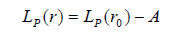 L_P(r) = L_P(r_0) − A